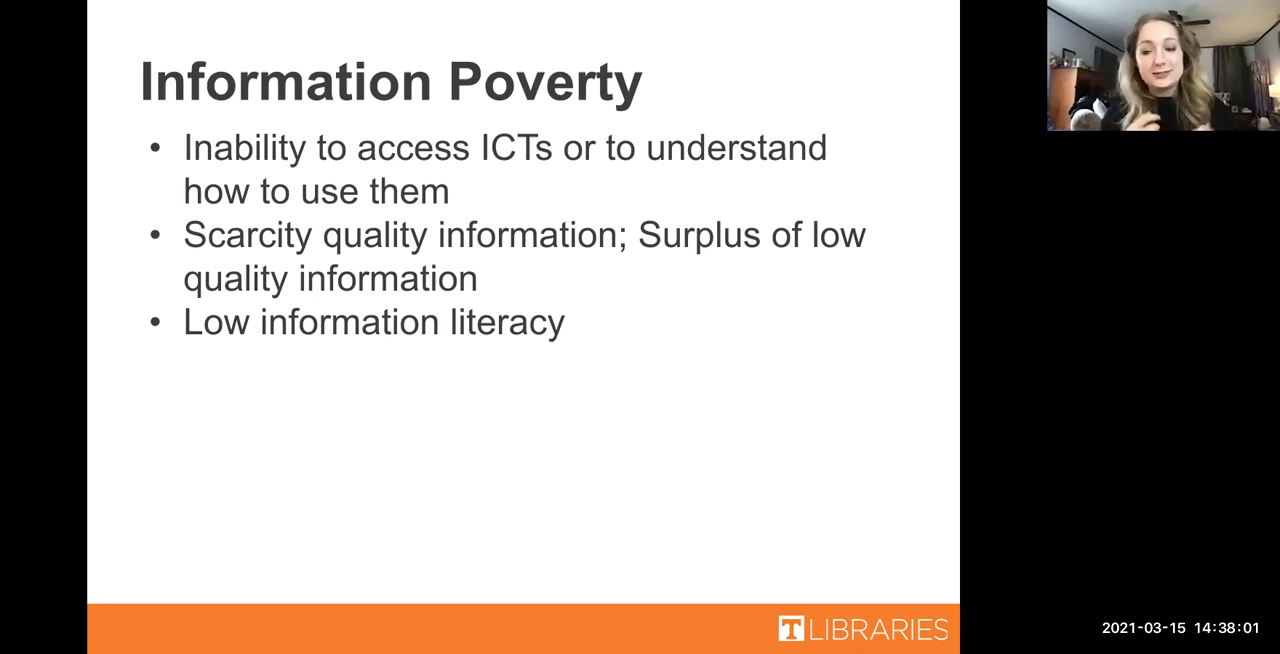 Information Poverty
• Inability to access ICTs or to understand
how to use them
• Scarcity quality information; Surplus of low
quality information
• Low information literacy
T LIBRARIES
2021-03-15 14:38:01